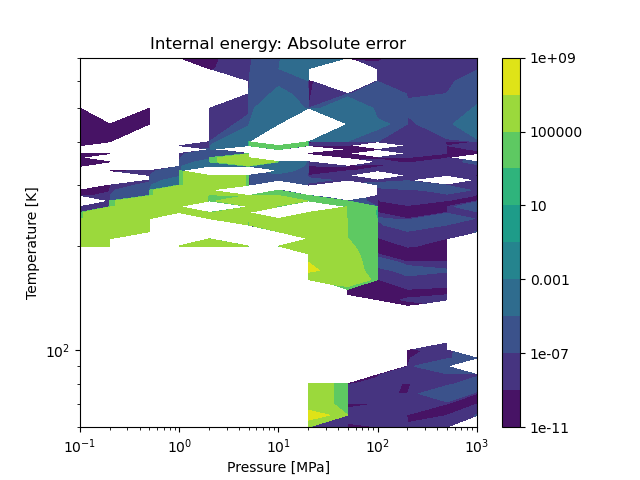 Internal energy: Absolute error
Temperature [K]
10²
10⁻¹ 10⁰ 10¹ 10² 10³
Pressure [MPa]
1e+09
100000
10
0.001
1e-07
1e-11